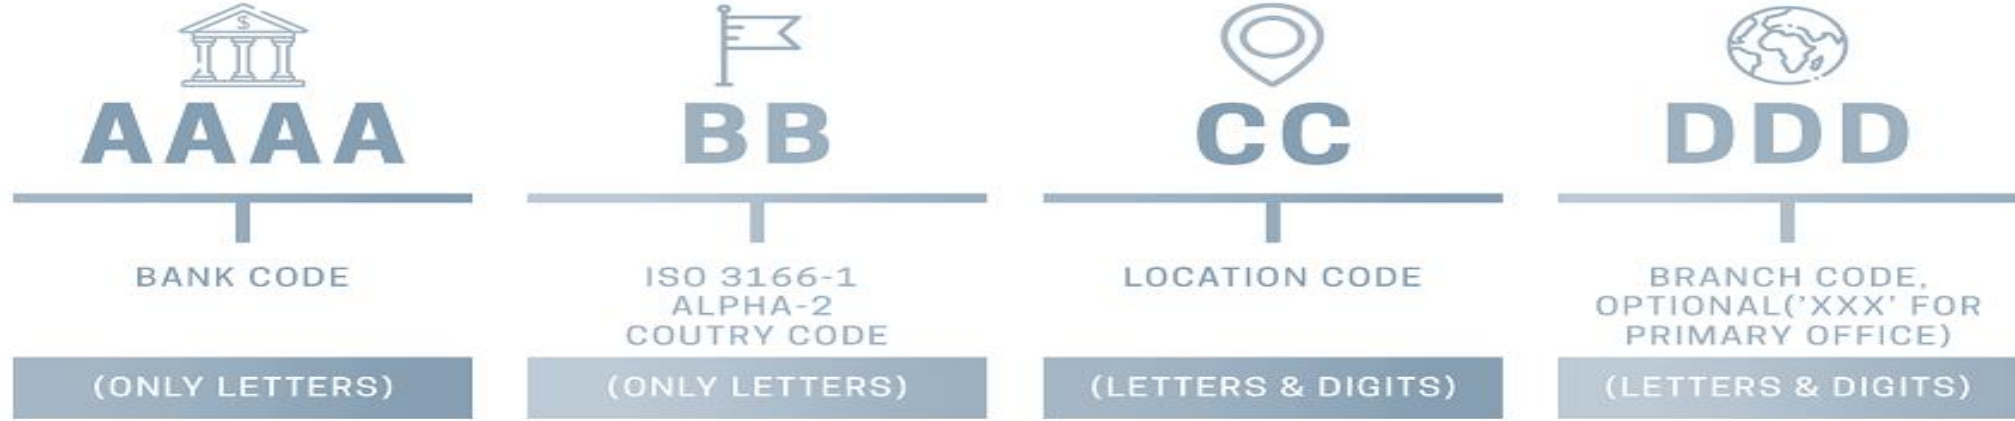 $
AAAA
BANK CODE
(ONLY LETTERS)
BB
ISO 3166-1
ALPHA-2
COUTRY CODE
(ONLY LETTERS)
CC
LOCATION CODE
(LETTERS & DIGITS)
DDD
BRANCH CODE,
OPTIONAL('XXX' FOR
PRIMARY OFFICE)
(LETTERS & DIGITS)